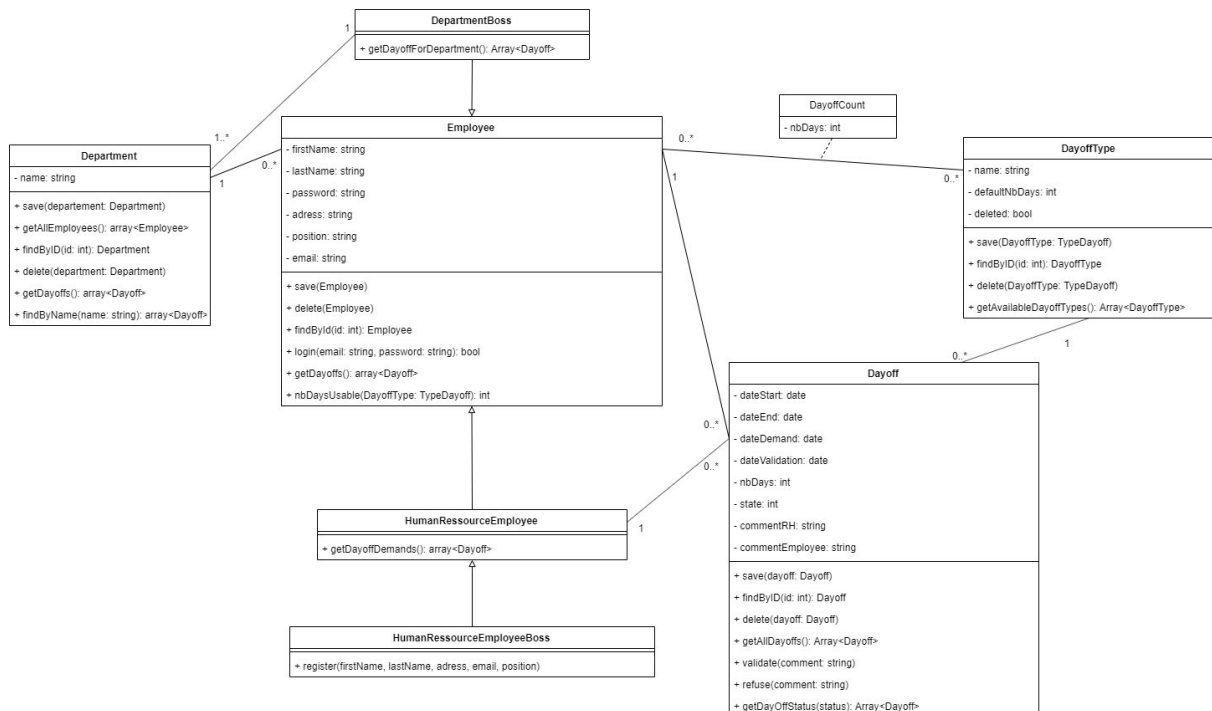 DepartmentBoss
+ getDayoffForDepartment(): Array<Dayoff>
1
1..*
Department
- name: string
+ save(departement: Department)
+ getAllEmployees(): array<Employee>
+ findByID(id: int): Department
+ delete(department: Department)
+ getDayoffs(): array<Dayoff>
+ findByName(name: string): array<Dayoff>
1
0..*
Employee
- firstName: string
- lastName: string
- password: string
- adress: string
- position: string
- email: string
+ save(Employee)
+ delete(Employee)
+ findById(id: int): Employee
+ login(email: string, password: string): bool
+ getDayoffs(): array<Dayoff>
+ nbDaysUsable(DayoffType: TypeDayoff): int
0..*
1
DayoffCount
- nbDays: int
0..*
DayoffType
- name: string
- defaultNbDays: int
- deleted: bool
+ save(DayoffType: TypeDayoff)
+ findByID(id: int): DayoffType
+ delete(DayoffType: TypeDayoff)
+ getAvailableDayoffTypes(): Array<DayoffType>
1
0..*
Dayoff
- dateStart: date
- dateEnd: date
- dateDemand: date
- dateValidation: date
- nbDays: int
- state: int
- commentRH: string
- commentEmployee: string
+ save(dayoff: Dayoff)
+ findByID(id: int): Dayoff
+ delete(dayoff: Dayoff)
+ getAllDayoffs(): Array<Dayoff>
+ validate(comment: string)
+ refuse(comment: string)
+ getDayOffStatus(status): Array<Dayoff>
0..*
0..*
1
HumanRessourceEmployee
+ getDayoffDemands(): array<Dayoff>
HumanRessourceEmployeeBoss
+ register(firstName, lastName, adress, email, position)